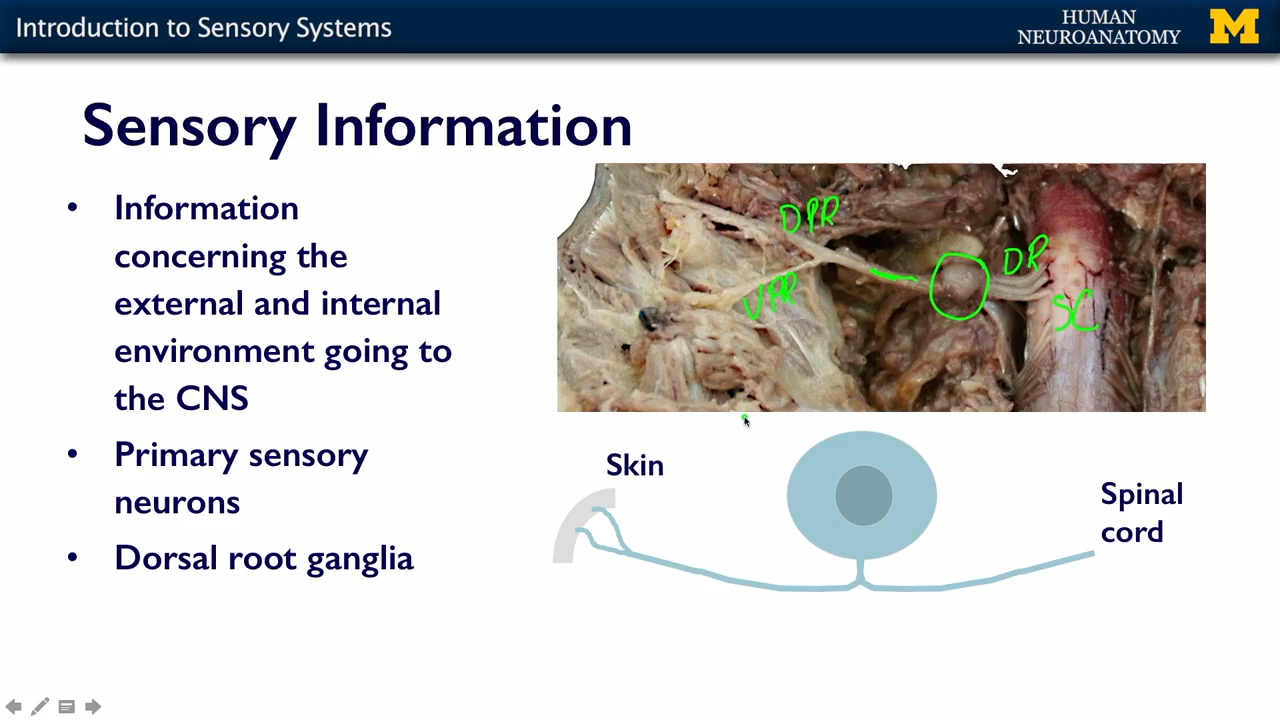 Introduction to Sensory Systems
HUMAN
NEUROANATOMY
M
Sensory Information
• Information
concerning the
external and internal
environment going to
the CNS
• Primary sensory
neurons
• Dorsal root ganglia
DPR
VPR
DR
SC
Skin
Spinal
cord